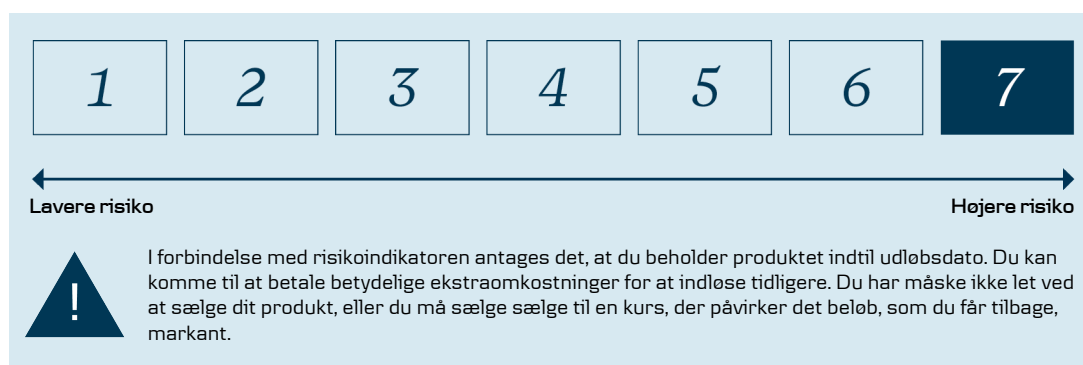 1 2 3 4 5 6 7
Lavere risiko Højere risiko
! I forbindelse med risikoindikatoren antages det, at du beholder produktet indtil udløbsdato. Du kan
komme til at betale betydelige ekstraomkostninger for at indløse tidligere. Du har måske ikke let ved
at sælge dit produkt, eller du må sælge sælge til en kurs, der påvirker det beløb, som du får tilbage,
markant.